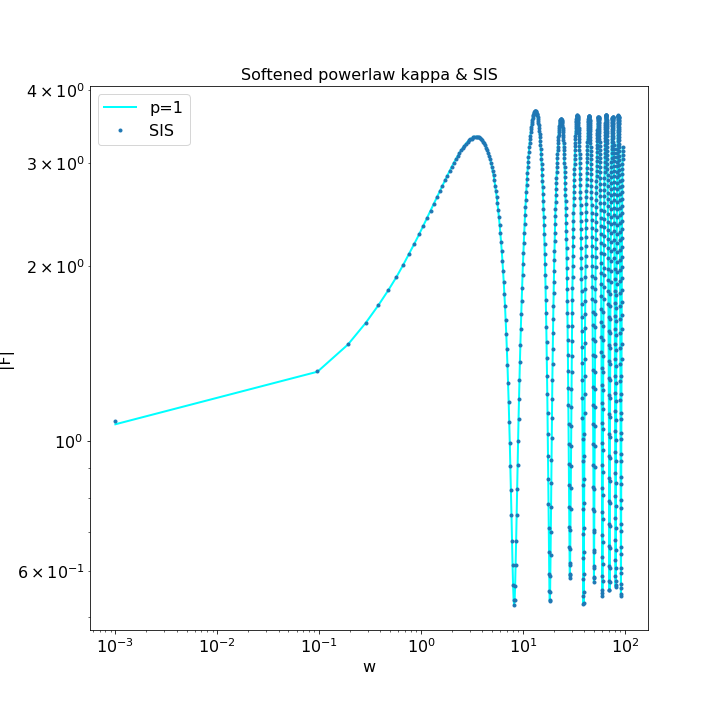 Softened powerlaw kappa & SIS
p=1
SIS
4 × 10⁰
3 × 10⁰
2 × 10⁰
10⁰
6 × 10⁻¹
|F|
10⁻³ 10⁻² 10⁻¹ 10⁰ 10¹ 10²
w